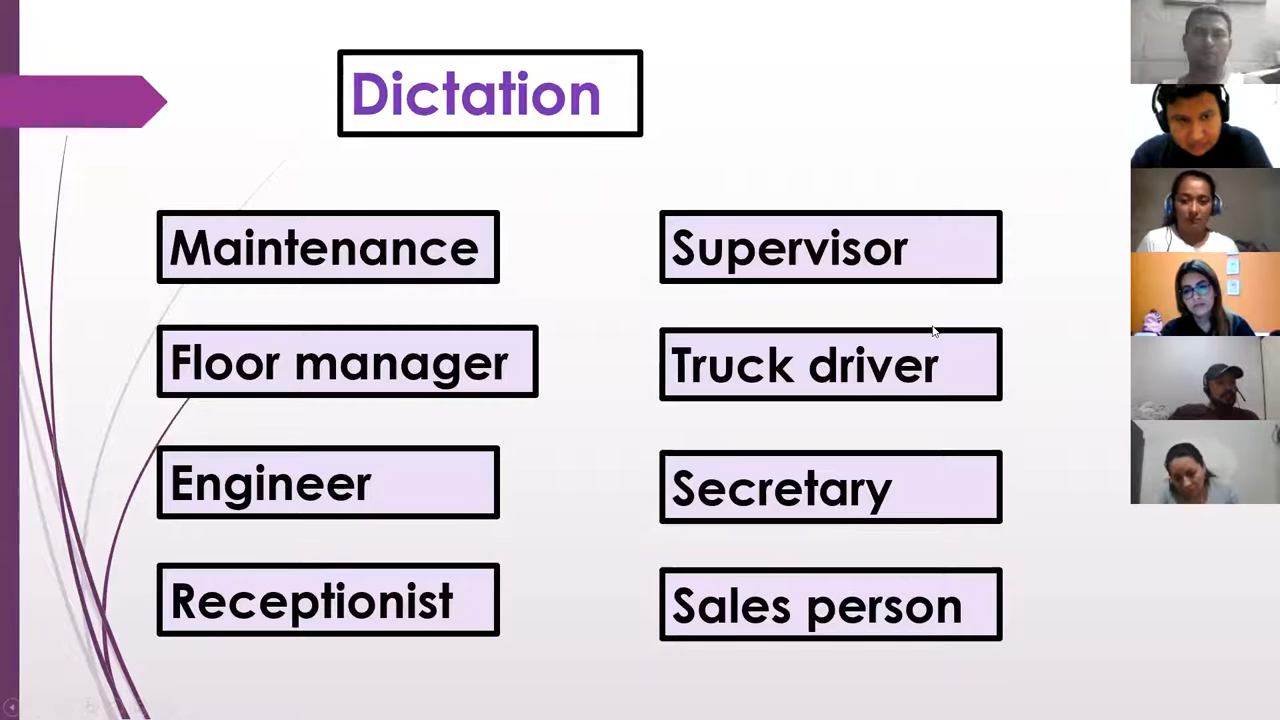 Dictation
Maintenance
Supervisor
Floor manager
Truck driver
Engineer
Secretary
Receptionist
Sales person